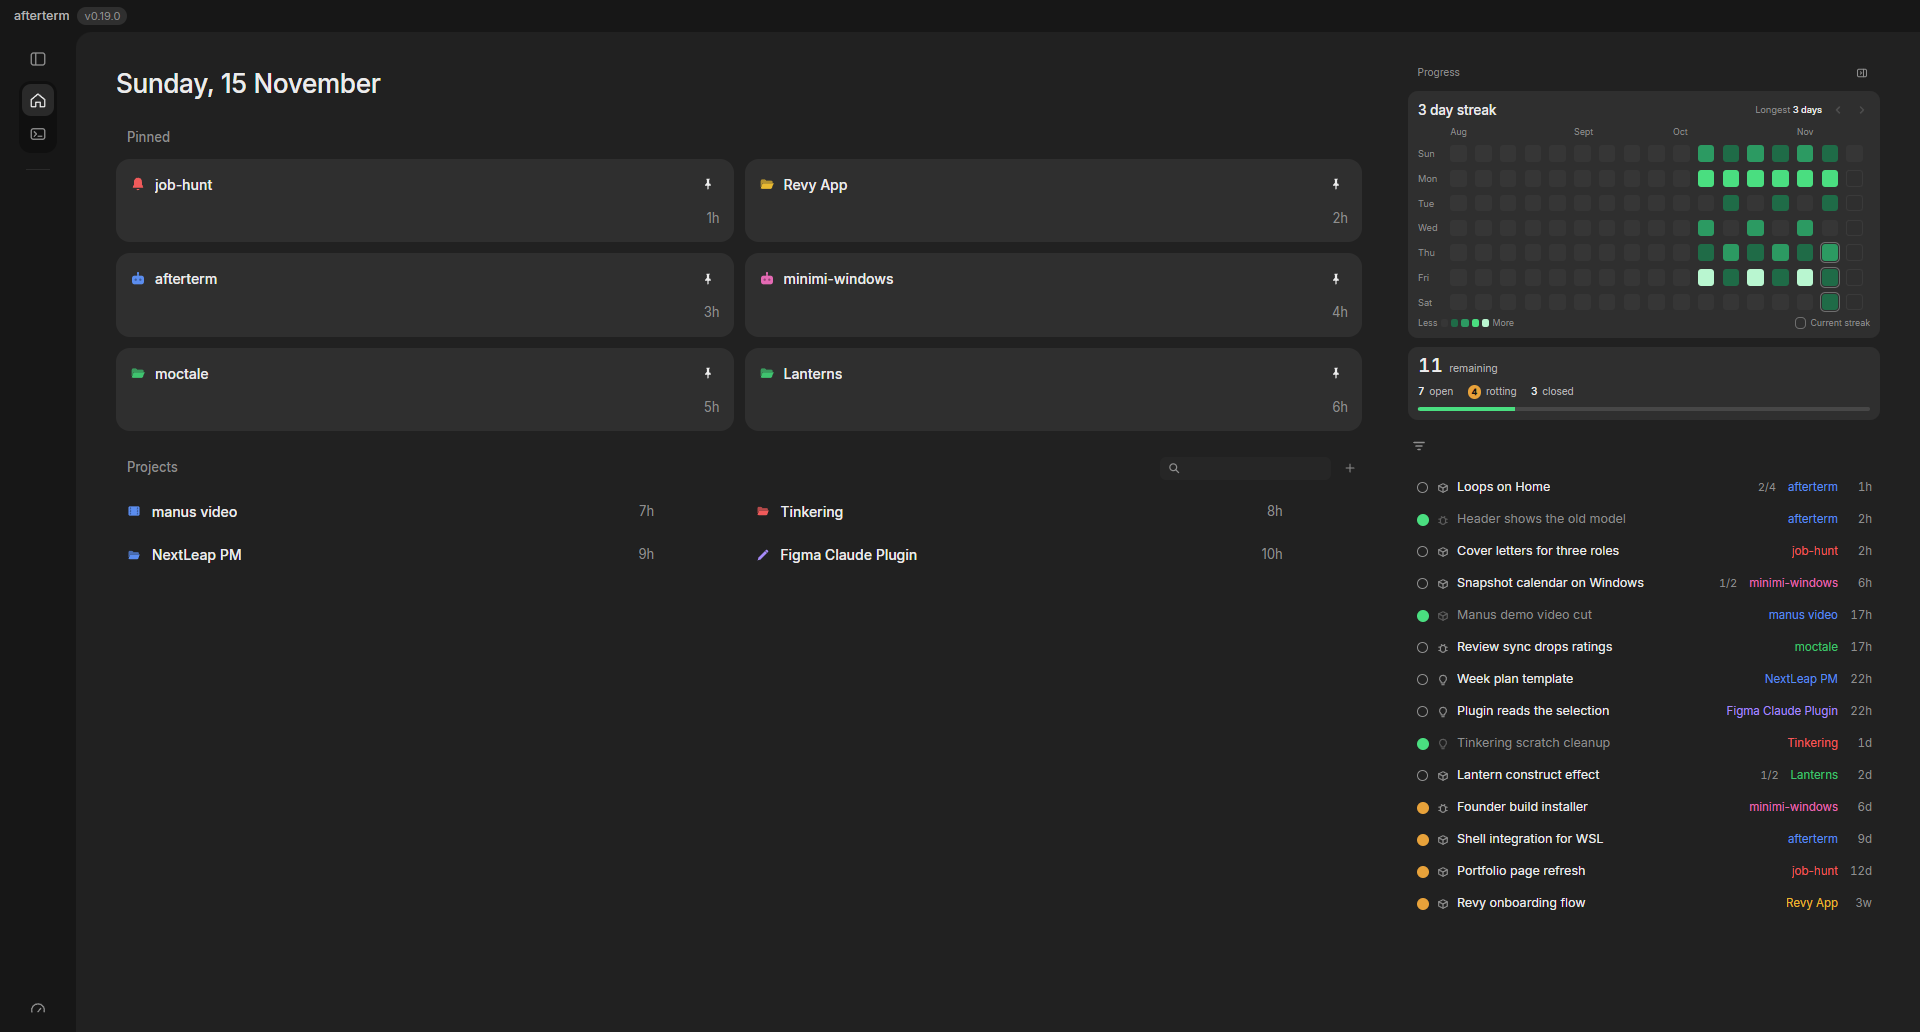 afterterm v0.19.0
Sunday, 15 November
Pinned
job-hunt
1h
Revy App
2h
afterterm
3h
minimi-windows
4h
moctale
5h
Lanterns
6h
Projects
manus video 7h
Tinkering 8h
NextLeap PM 9h
Figma Claude Plugin 10h
Progress
3 day streak Longest 3 days
Aug Sept Oct Nov
Sun
Mon
Tue
Wed
Thu
Fri
Sat
Less More Current streak
11 remaining
7 open 4 rotting 3 closed
Loops on Home 2/4 afterterm 1h
Header shows the old model afterterm 2h
Cover letters for three roles job-hunt 2h
Snapshot calendar on Windows 1/2 minimi-windows 6h
Manus demo video cut manus video 17h
Review sync drops ratings moctale 17h
Week plan template NextLeap PM 22h
Plugin reads the selection Figma Claude Plugin 22h
Tinkering scratch cleanup Tinkering 1d
Lantern construct effect 1/2 Lanterns 2d
Founder build installer minimi-windows 6d
Shell integration for WSL afterterm 9d
Portfolio page refresh job-hunt 12d
Revy onboarding flow Revy App 3w